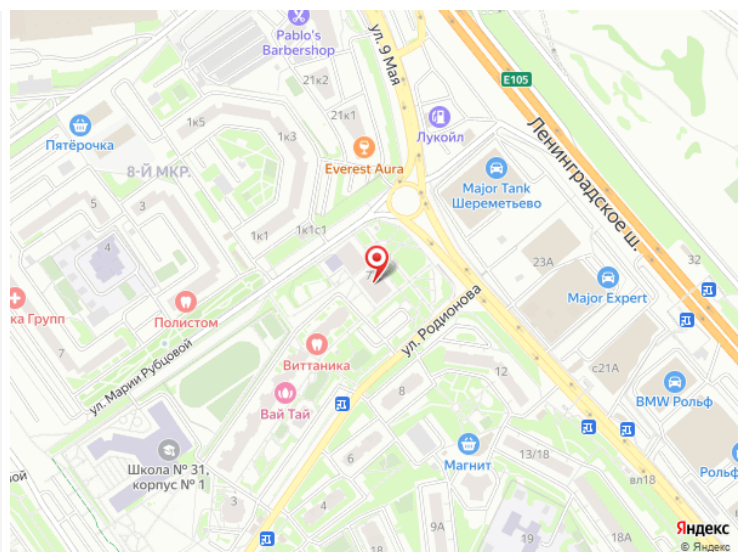 Pablo's
Barbershop
ул. 9 Мая
E105
21к2
21к1
Лукойл
Ленинградское ш.
Пятёрочка
1к5
1к3
Everest Aura
8-Й МКР.
Major Tank
Шереметьево
5
3
1к1
1к1с1
4
7
23А
32
Major Expert
ка Групп
Полистом
ул. Родионова
7
Виттаника
ул. Марии Рубцовой
12
с21А
8
BMW Рольф
Вай Тай
Школа № 31,
корпус № 1
6
Магнит
13/18
вл18
Рольф
вой
3
4
9А
19
18А
Яндекс
© Яндекс